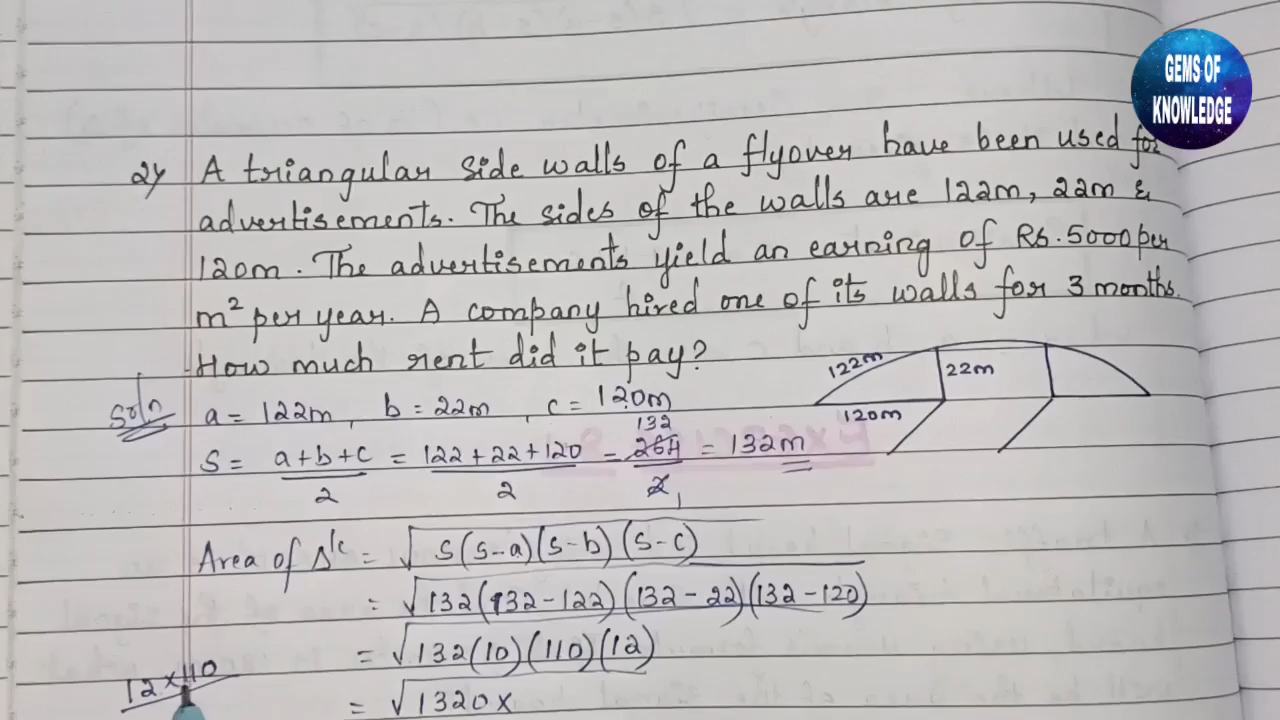 GEMS OF
KNOWLEDGE
2) A triangular side walls of a flyover have been used for
advertisements. The sides of the walls are 122m, 22m &
120m. The advertisements yield an earning of Rs. 5000 per
m² per year. A company hired one of its walls for 3 months.
How much rent did it pay?
122m
22m
120m
Soln
a = 122m, b = 22m, c = 120m
S = a+b+c/2 = 122+22+120/2 = 264/2 = 132m
132
1
Area of Δle = √S(S-a)(S-b)(S-c)
= √132(132-122)(132-22)(132-120)
= √132(10)(110)(12)
12×110
= √1320×